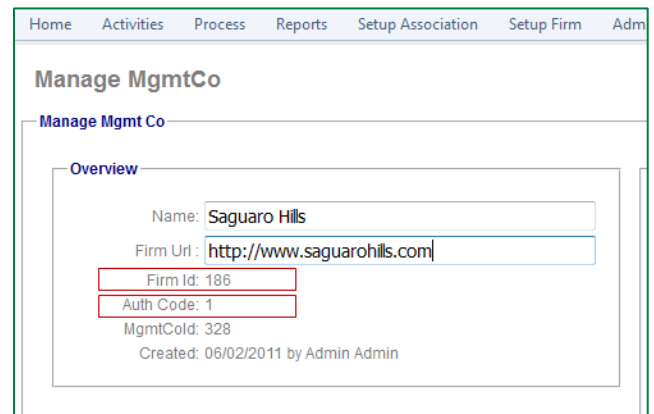 Home Activities Process Reports Setup Association Setup Firm Adm
Manage MgmtCo
Manage Mgmt Co
Overview
Name: Saguaro Hills
Firm Url : http://www.saguarohills.com
Firm Id: 186
Auth Code: 1
MgmtCoId: 328
Created: 06/02/2011 by Admin Admin